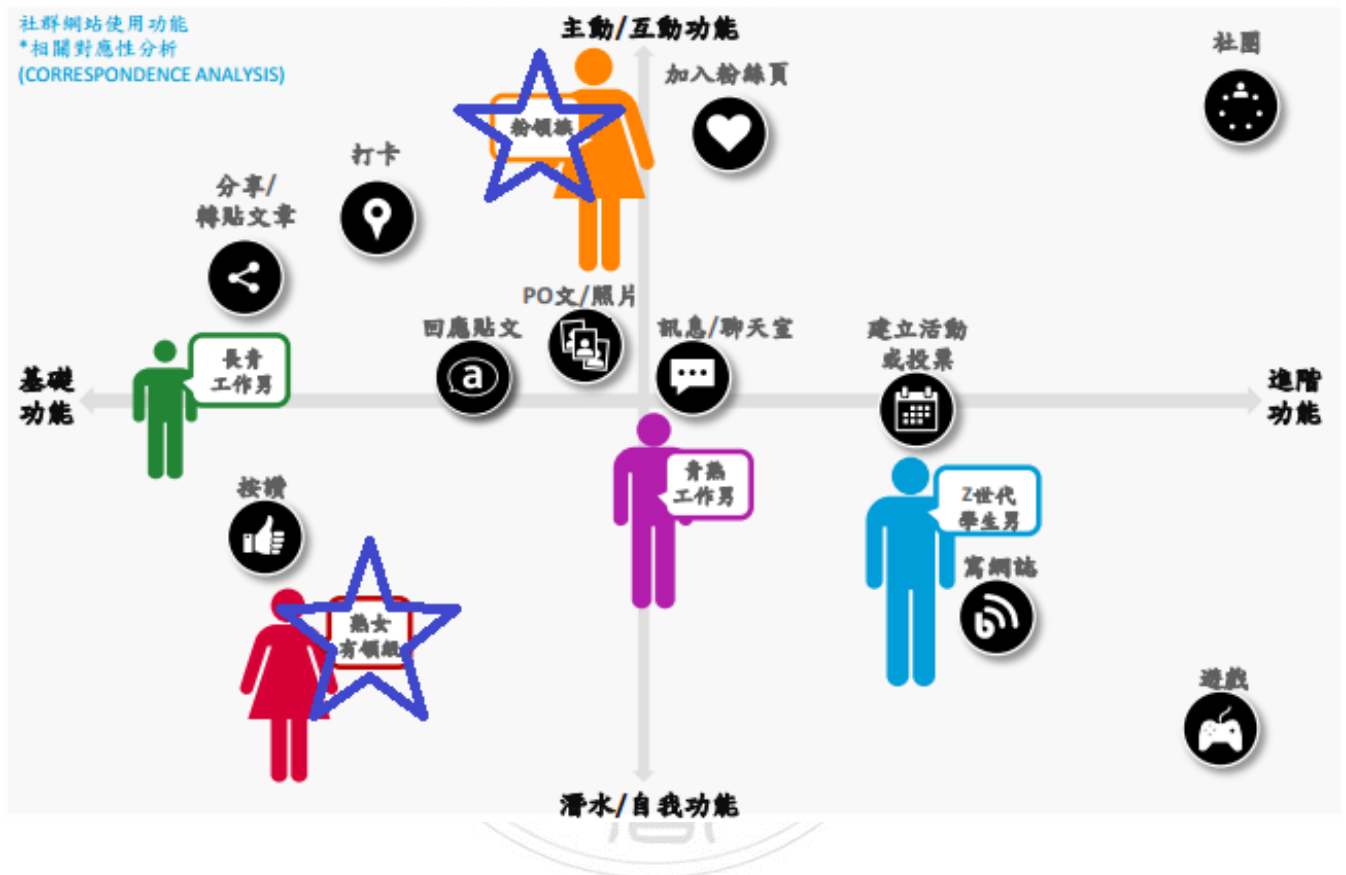 社群網站使用功能
*相關對應性分析
(CORRESPONDENCE ANALYSIS)
主動/互動功能
社團
加入粉絲頁
粉領族
打卡
分享/
轉貼文章
PO文/照片
回應貼文
訊息/聊天室
建立活動
或投票
長青
工作男
基礎
功能
進階
功能
青熟
工作男
按讚
Z世代
學生男
寫網誌
熟女
有領級
遊戲
潛水/自我功能